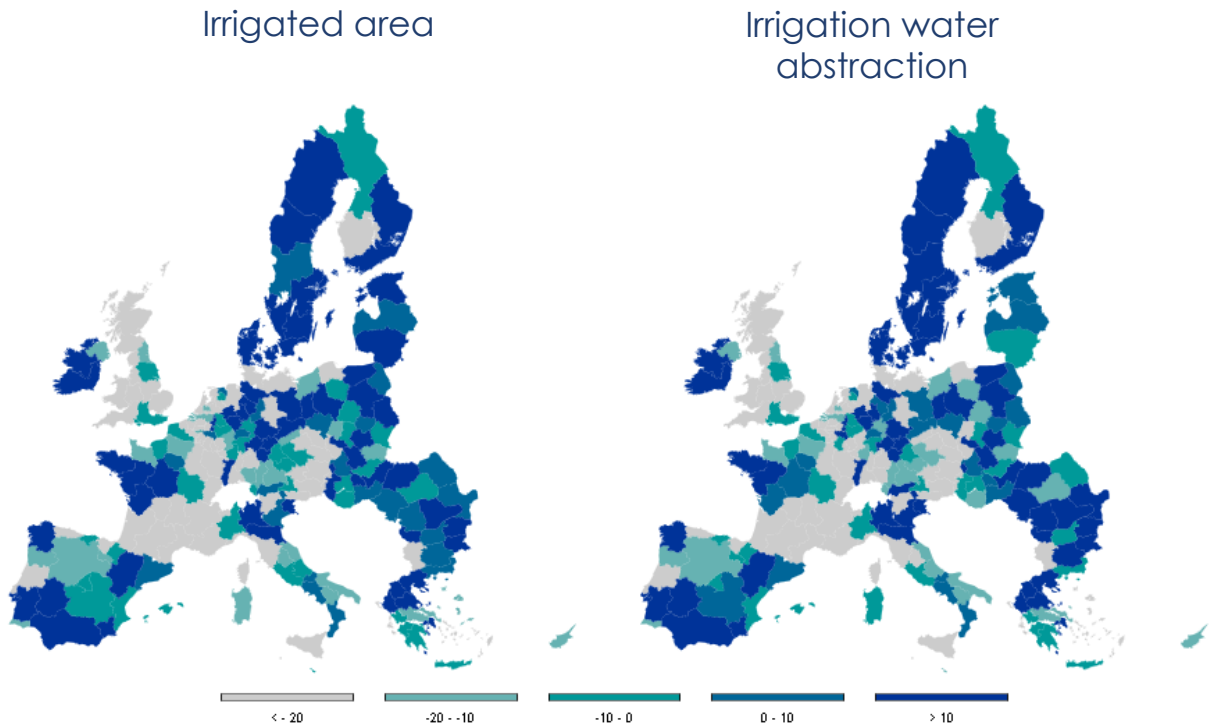 Irrigated area
Irrigation water
abstraction
< - 20
-20 - -10
-10 - 0
0 - 10
> 10